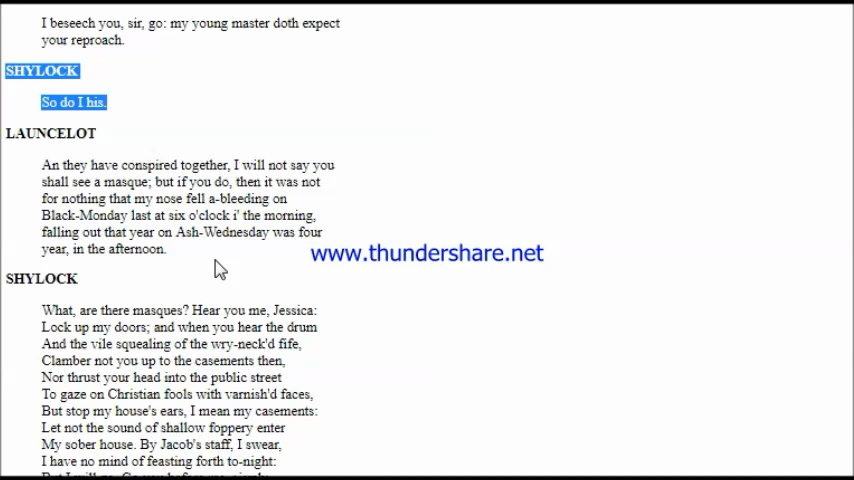 I beseech you, sir, go: my young master doth expect
your reproach.
SHYLOCK
So do I his.
LAUNCELOT
An they have conspired together, I will not say you
shall see a masque; but if you do, then it was not
for nothing that my nose fell a-bleeding on
Black-Monday last at six o'clock i' the morning,
falling out that year on Ash-Wednesday was four
year, in the afternoon.
www.thundershare.net
SHYLOCK
What, are there masques? Hear you me, Jessica:
Lock up my doors; and when you hear the drum
And the vile squealing of the wry-neck'd fife,
Clamber not you up to the casements then,
Nor thrust your head into the public street
To gaze on Christian fools with varnish'd faces,
But stop my house's ears, I mean my casements:
Let not the sound of shallow foppery enter
My sober house. By Jacob's staff, I swear,
I have no mind of feasting forth to-night: